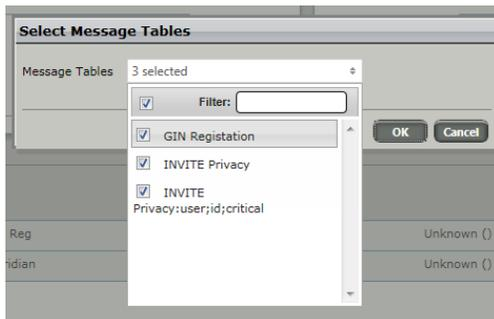 Select Message Tables
Message Tables 3 selected
Filter:
GIN Registation
OK Cancel
INVITE Privacy
INVITE
Privacy:user;id;critical
Reg Unknown ()
Unknown ()